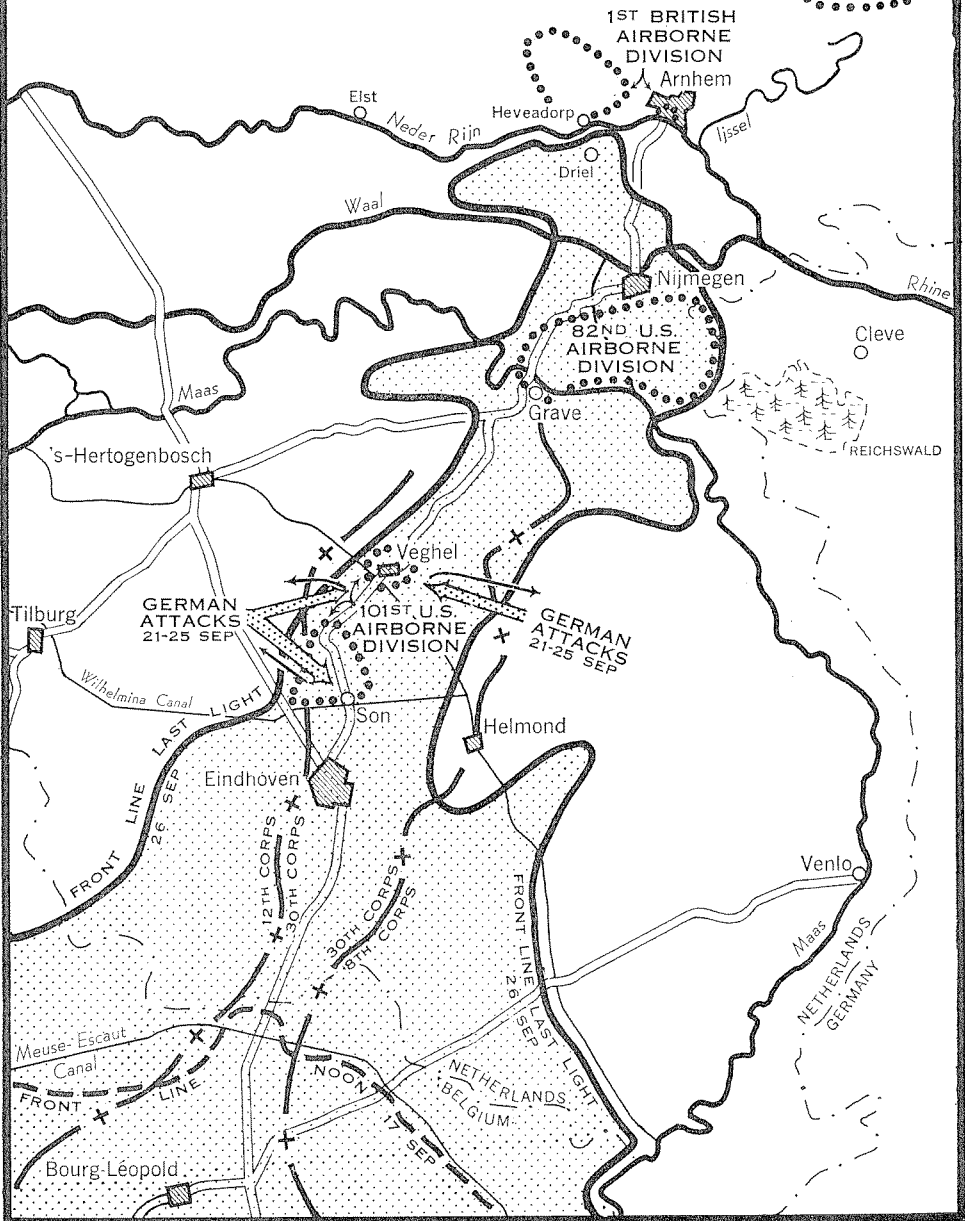 1ST BRITISH
AIRBORNE
DIVISION
Arnhem
Elst
Heveadorp
Neder Rijn
Ijssel
Driel
Waal
Nijmegen
Rhine
82ND U.S.
AIRBORNE
DIVISION
Cleve
Maas
Grave
REICHSWALD
's-Hertogenbosch
Veghel
Tilburg
GERMAN
ATTACKS
21-25 SEP
101ST U.S.
AIRBORNE
DIVISION
GERMAN
ATTACKS
21-25 SEP
Wilhelmina Canal
Son
Helmond
FRONT LINE LAST LIGHT
26 SEP
Eindhoven
12TH CORPS
30TH CORPS
30TH CORPS
8TH CORPS
Venlo
FRONT LINE LAST LIGHT
26 SEP
Maas
NETHERLANDS
GERMANY
Meuse-Escaut
Canal
FRONT LINE NOON 17 SEP
NETHERLANDS
BELGIUM
Bourg-Léopold